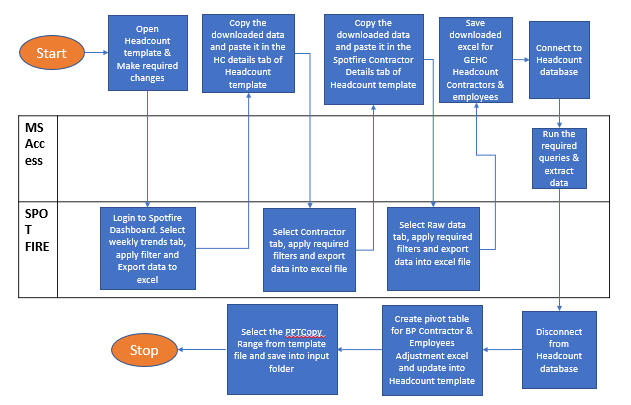 Start
Open
Headcount
template &
Make required
changes
Copy the
downloaded data
and paste it in the
HC details tab of
Headcount
template
Copy the
downloaded data
and paste it in the
Spotfire Contractor
Details tab of
Headcount template
Save
downloaded
excel for
GEHC
Headcount
Contractors &
employees
Connect to
Headcount
database
MS
Acc
ess
Run the
required
queries &
extract
data
SPO
T
FIRE
Login to Spotfire
Dashboard. Select
weekly trends tab,
apply filter and
Export data to
excel
Select Contractor
tab, apply required
filters and export
data into excel file
Select Raw data
tab, apply required
filters and export
data into excel file
Stop
Select the PPTCopy
Range from template
file and save into input
folder
Create pivot table
for BP Contractor &
Employees
Adjustment excel
and update into
Headcount template
Disconnect
from
Headcount
database